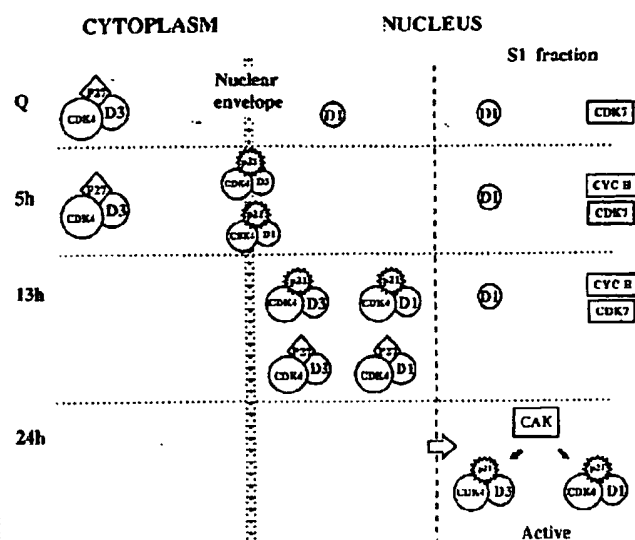 CYTOPLASM NUCLEUS
S1 fraction
Nuclear
envelope
Q
P27
CDK4 D3
D1
D1
CDK7
5h
P27
CDK4 D3
p21
CDK4 D3
p21
CDK4 D1
D1
CYC H
CDK7
13h
p21
CDK4 D3
p21
CDK4 D1
D1
CYC H
CDK7
P27
CDK4 D3
P27
CDK4 D1
24h
CAK
p21
CDK4 D3
p21
CDK4 D1
Active